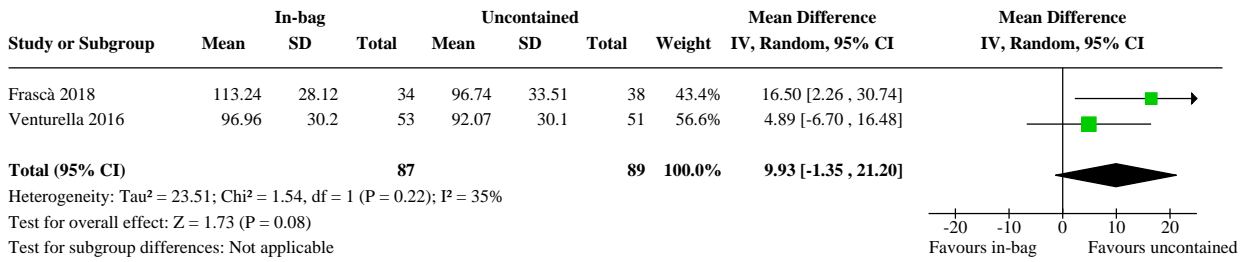 In-bag Uncontained Mean Difference Mean Difference
Study or Subgroup Mean SD Total Mean SD Total Weight IV, Random, 95% CI IV, Random, 95% CI
Frascà 2018 113.24 28.12 34 96.74 33.51 38 43.4% 16.50 [2.26 , 30.74]
Venturella 2016 96.96 30.2 53 92.07 30.1 51 56.6% 4.89 [-6.70 , 16.48]
Total (95% CI) 87 89 100.0% 9.93 [-1.35 , 21.20]
Heterogeneity: Tau² = 23.51; Chi² = 1.54, df = 1 (P = 0.22); I² = 35%
Test for overall effect: Z = 1.73 (P = 0.08)
Test for subgroup differences: Not applicable
-20 -10 0 10 20
Favours in-bag Favours uncontained